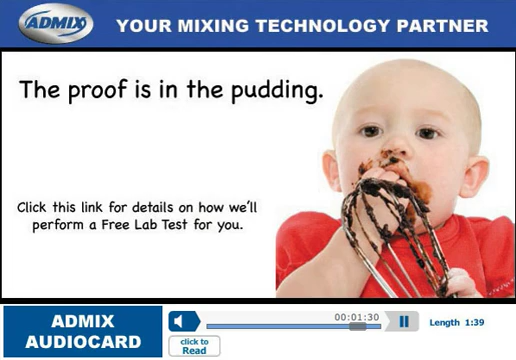 ADMIX YOUR MIXING TECHNOLOGY PARTNER
The proof is in the pudding.
Click this link for details on how we'll
perform a Free Lab Test for you.
ADMIX
AUDIOCARD
00:01:30
Length 1:39
click to
Read